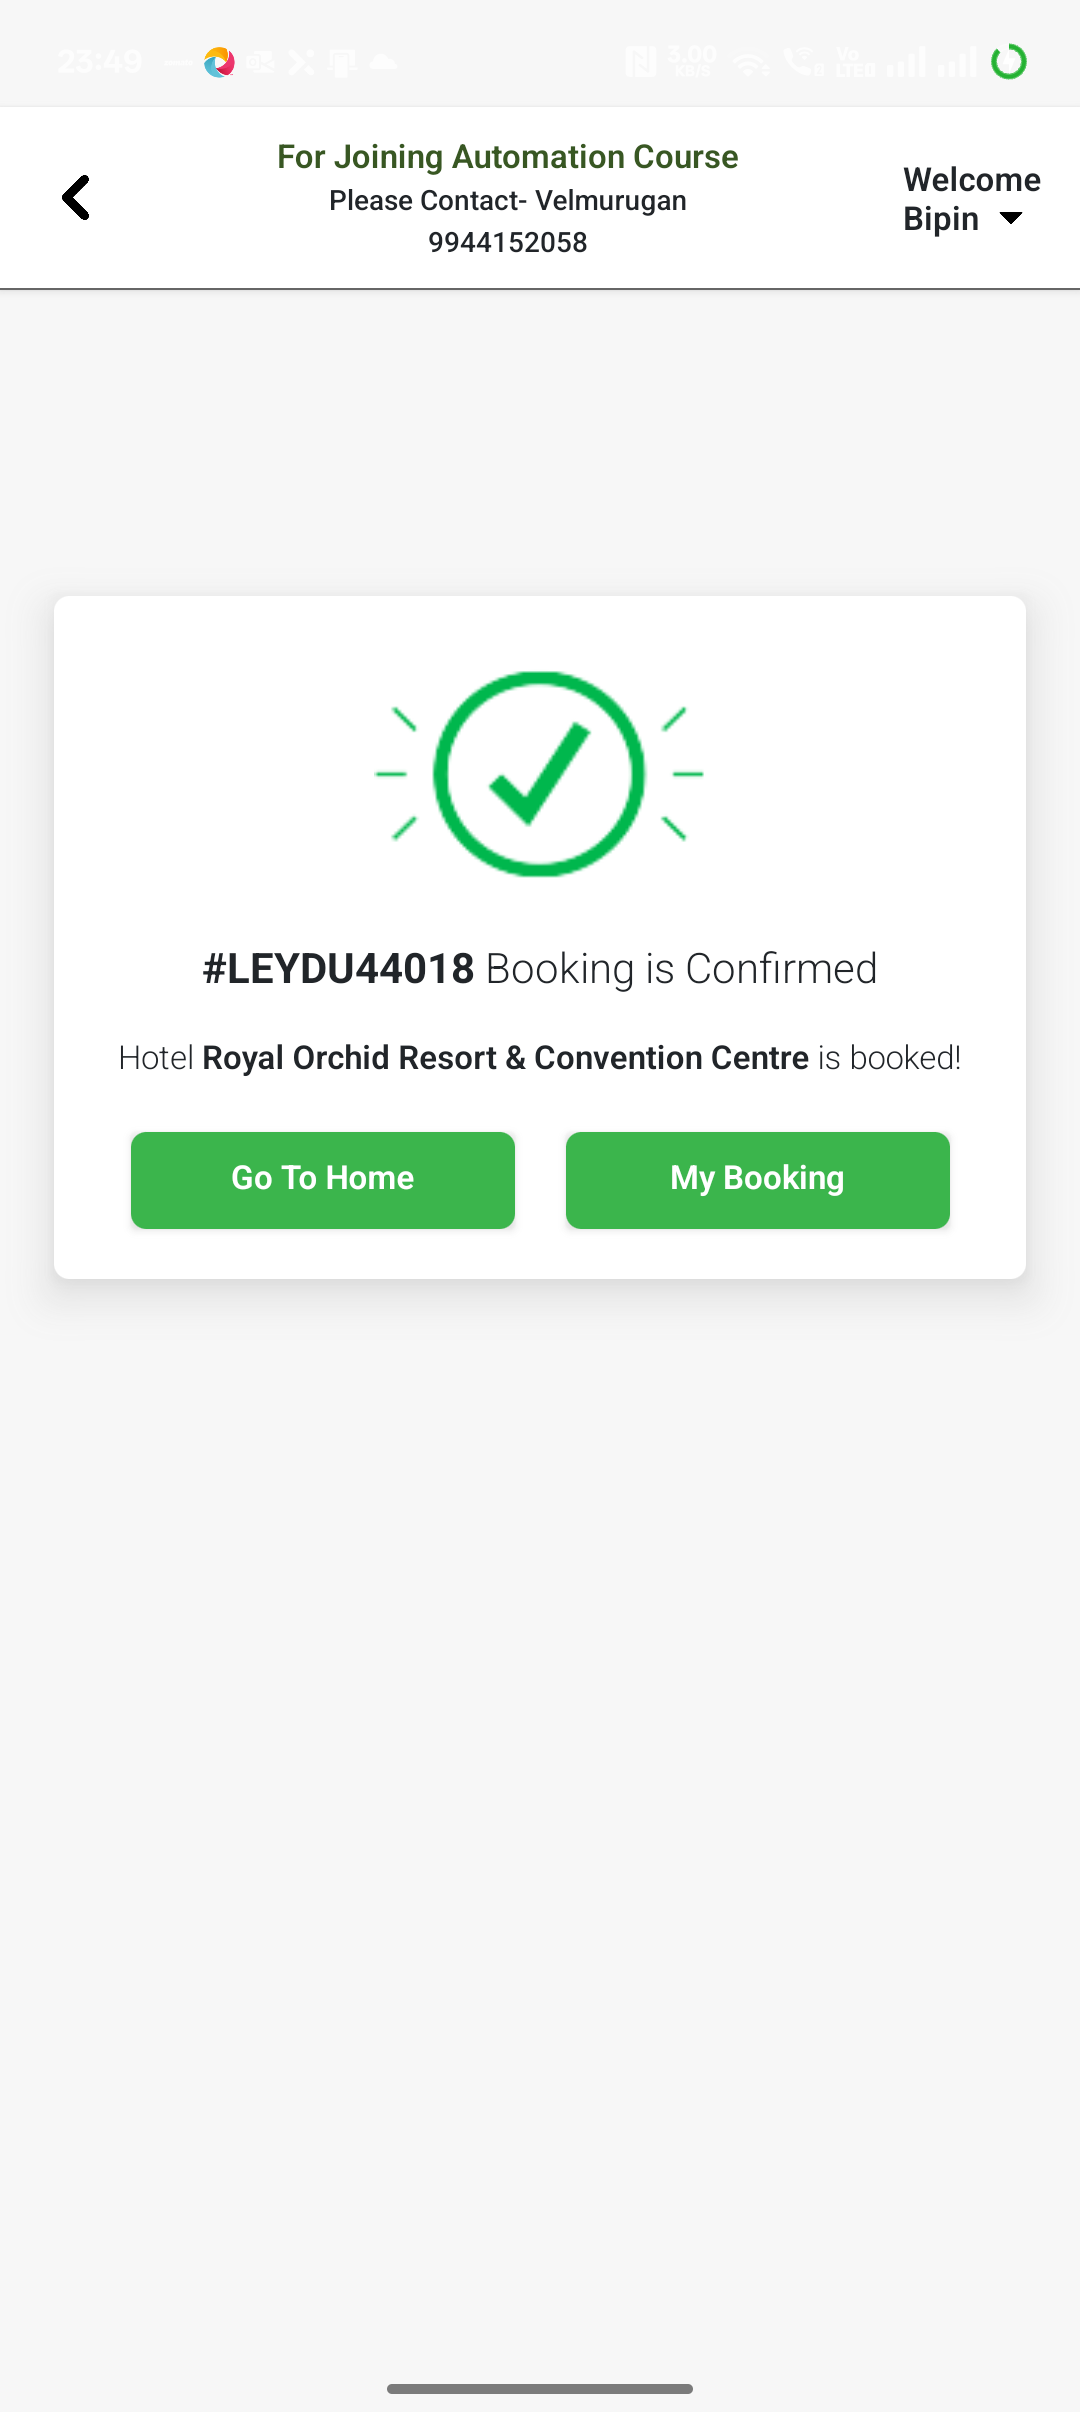 23:49
3.00
KB/S
Vo
LTE
For Joining Automation Course
Please Contact- Velmurugan
9944152058
Welcome
Bipin
#LEYDU44018 Booking is Confirmed
Hotel Royal Orchid Resort & Convention Centre is booked!
Go To Home
My Booking